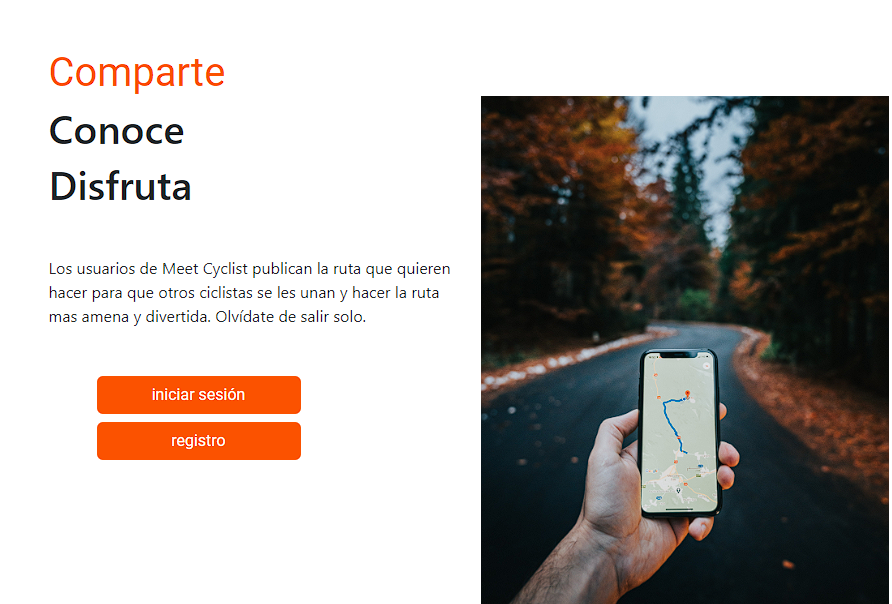 Comparte
Conoce
Disfruta
Los usuarios de Meet Cyclist publican la ruta que quieren
hacer para que otros ciclistas se les unan y hacer la ruta
mas amena y divertida. Olvídate de salir solo.
iniciar sesión
registro